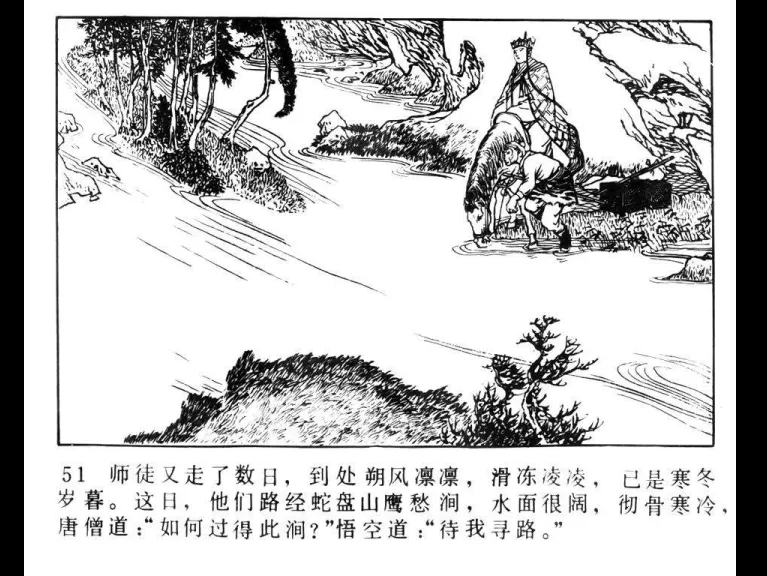 51 师徒又走了数日，到处朔风凛凛，滑冻凌凌，已是寒冬
岁暮。这日，他们路经蛇盘山鹰愁涧，水面很阔，彻骨寒冷，
唐僧道：“如何过得此涧？”悟空道：“待我寻路。”